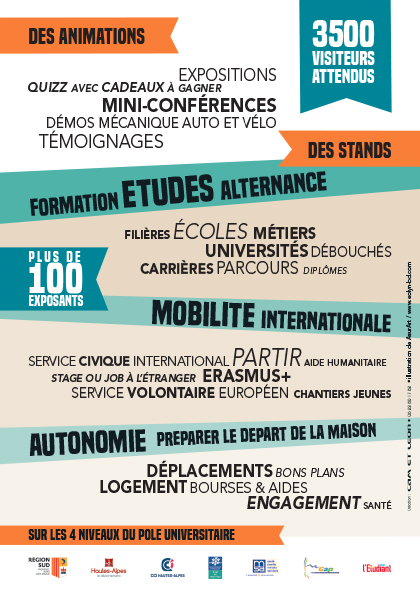 DES ANIMATIONS
3500
VISITEURS
ATTENDUS
EXPOSITIONS
QUIZZ AVEC CADEAUX À GAGNER
MINI-CONFÉRENCES
DÉMOS MÉCANIQUE AUTO ET VÉLO
TÉMOIGNAGES
DES STANDS
FORMATION ETUDES ALTERNANCE
FILIÈRES ÉCOLES MÉTIERS
UNIVERSITÉS DÉBOUCHÉS
CARRIÈRES PARCOURS DIPLÔMES
PLUS DE
100
EXPOSANTS
MOBILITE INTERNATIONALE
SERVICE CIVIQUE INTERNATIONAL PARTIR AIDE HUMANITAIRE
STAGE OU JOB À L'ÉTRANGER ERASMUS+
SERVICE VOLONTAIRE EUROPÉEN CHANTIERS JEUNES
AUTONOMIE PREPARER LE DEPART DE LA MAISON
DÉPLACEMENTS BONS PLANS
LOGEMENT BOURSES & AIDES
ENGAGEMENT SANTÉ
SUR LES 4 NIVEAUX DU POLE UNIVERSITAIRE
REGION
SUD
Hautes-Alpes
le département
CCI HAUTES-ALPES
Cap
l'Etudiant